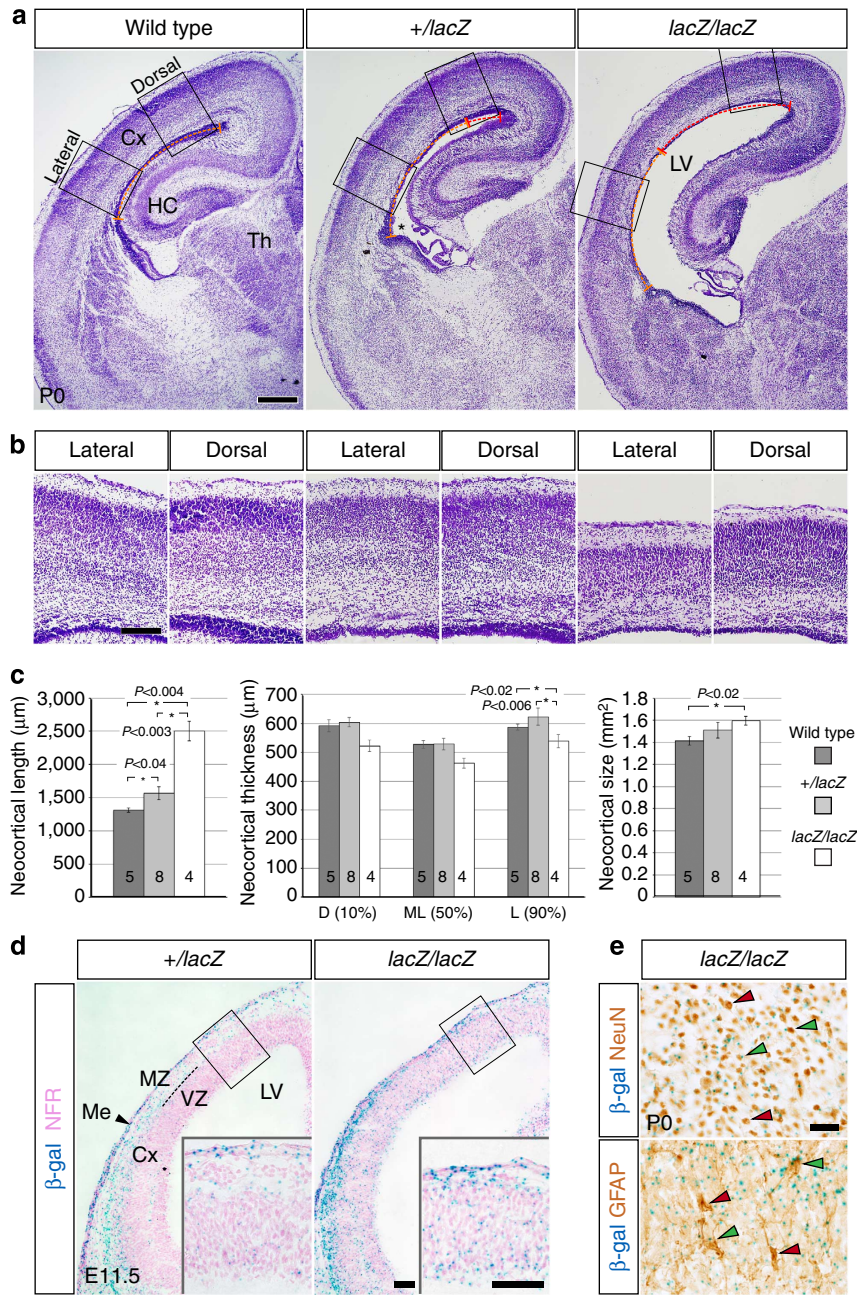 a
Wild type
+/lacZ
lacZ/lacZ
Dorsal
Cx
Lateral
HC
Th
P0
*
LV
b
Lateral
Dorsal
Lateral
Dorsal
Lateral
Dorsal
c
Neocortical length (μm)
3,000
2,500
2,000
1,500
1,000
500
0
P<0.004
*
*
P<0.003
P<0.04
*
5
8
4
Neocortical thickness (μm)
700
600
500
400
300
200
100
0
P<0.02
*
P<0.006
*
5
8
4
5
8
4
5
8
4
D (10%)
ML (50%)
L (90%)
Neocortical size (mm²)
1.8
1.6
1.4
1.2
1.0
0.8
0.6
0.4
0.2
0
P<0.02
*
5
8
4
Wild type
+/lacZ
lacZ/lacZ
d
+/lacZ
lacZ/lacZ
β-gal NFR
MZ
VZ
LV
Me
Cx
E11.5
e
lacZ/lacZ
β-gal NeuN
P0
β-gal GFAP